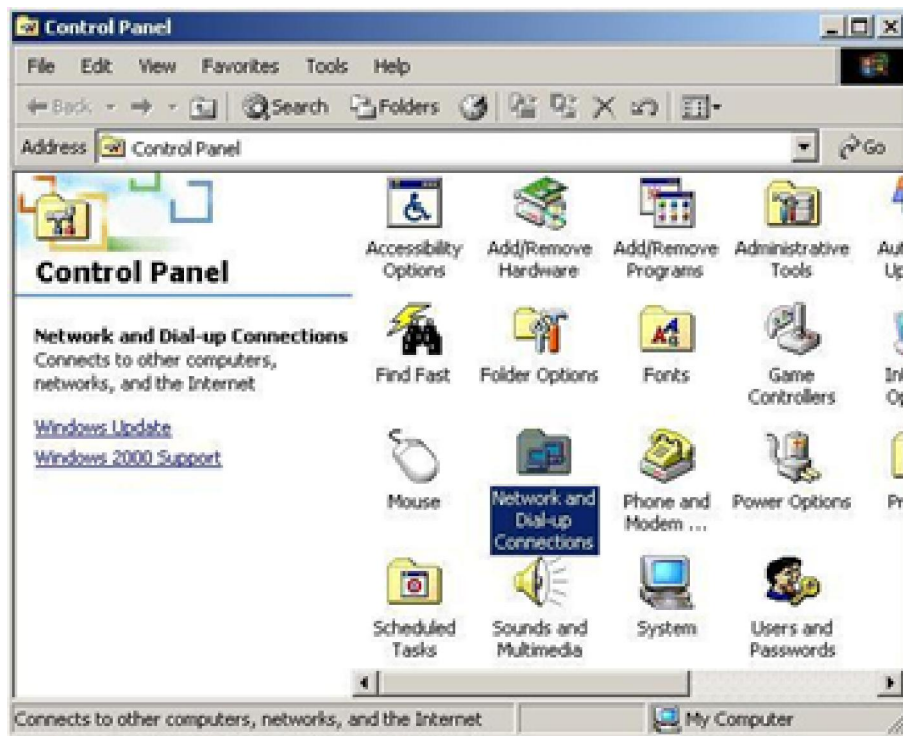 Control Panel
File Edit View Favorites Tools Help
Back Search Folders
Address Control Panel Go
Control Panel
Network and Dial-up Connections
Connects to other computers,
networks, and the Internet
Windows Update
Windows 2000 Support
Accessibility
Options
Add/Remove
Hardware
Add/Remove
Programs
Administrative
Tools
Find Fast
Folder Options
Fonts
Game
Controllers
Mouse
Network and
Dial-up
Connections
Phone and
Modem ...
Power Options
Scheduled
Tasks
Sounds and
Multimedia
System
Users and
Passwords
Connects to other computers, networks, and the Internet
My Computer